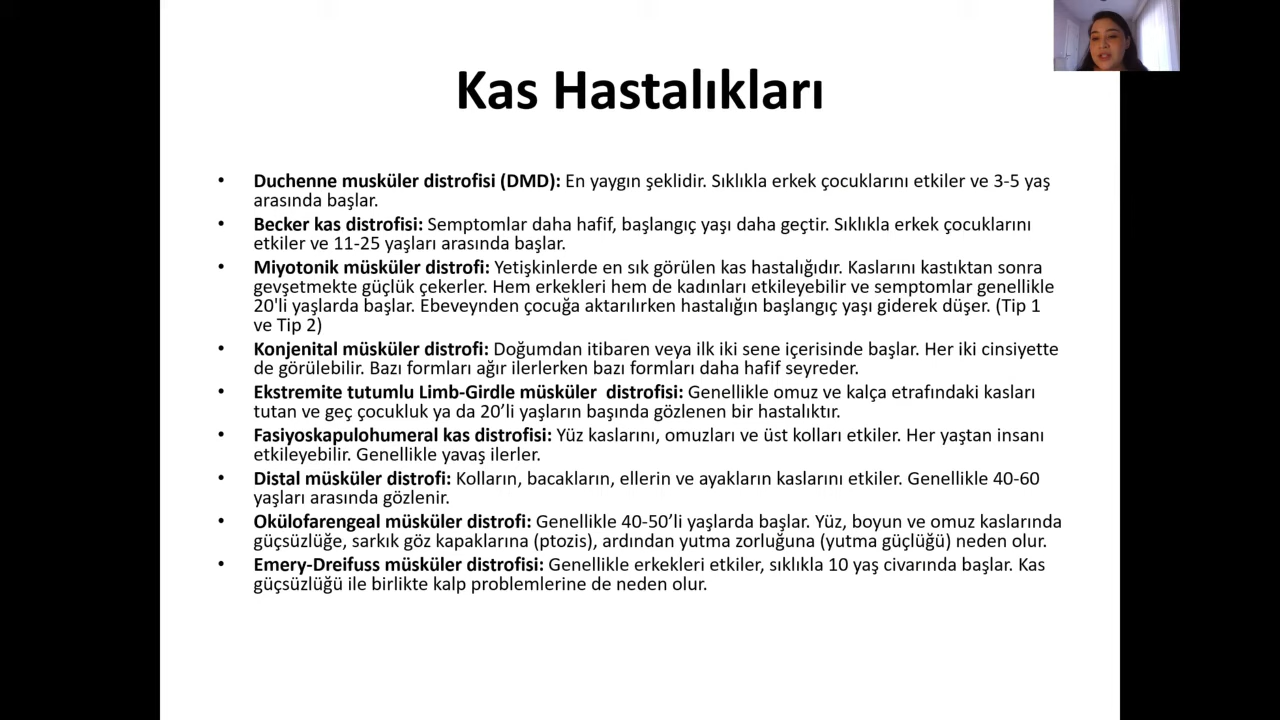 Kas Hastalıkları
• Duchenne musküler distrofisi (DMD): En yaygın şeklidir. Sıklıkla erkek çocuklarını etkiler ve 3-5 yaş
arasında başlar.
• Becker kas distrofisi: Semptomlar daha hafif, başlangıç yaşı daha geçtir. Sıklıkla erkek çocuklarını
etkiler ve 11-25 yaşları arasında başlar.
• Miyotonik müsküler distrofi: Yetişkinlerde en sık görülen kas hastalığıdır. Kaslarını kastıktan sonra
gevşetmekte güçlük çekerler. Hem erkekleri hem de kadınları etkileyebilir ve semptomlar genellikle
20'li yaşlarda başlar. Ebeveynden çocuğa aktarılırken hastalığın başlangıç yaşı giderek düşer. (Tip 1
ve Tip 2)
• Konjenital müsküler distrofi: Doğumdan itibaren veya ilk iki sene içerisinde başlar. Her iki cinsiyette
de görülebilir. Bazı formları ağır ilerlerken bazı formları daha hafif seyreder.
• Ekstremite tutumlu Limb-Girdle müsküler  distrofisi: Genellikle omuz ve kalça etrafındaki kasları
tutan ve geç çocukluk ya da 20’li yaşların başında gözlenen bir hastalıktır.
• Fasiyoskapulohumeral kas distrofisi: Yüz kaslarını, omuzları ve üst kolları etkiler. Her yaştan insanı
etkileyebilir. Genellikle yavaş ilerler.
• Distal müsküler distrofi: Kolların, bacakların, ellerin ve ayakların kaslarını etkiler. Genellikle 40-60
yaşları arasında gözlenir.
• Okülofarengeal müsküler distrofi: Genellikle 40-50’li yaşlarda başlar. Yüz, boyun ve omuz kaslarında
güçsüzlüğe, sarkık göz kapaklarına (ptozis), ardından yutma zorluğuna (yutma güçlüğü) neden olur.
• Emery-Dreifuss müsküler distrofisi: Genellikle erkekleri etkiler, sıklıkla 10 yaş civarında başlar. Kas
güçsüzlüğü ile birlikte kalp problemlerine de neden olur.